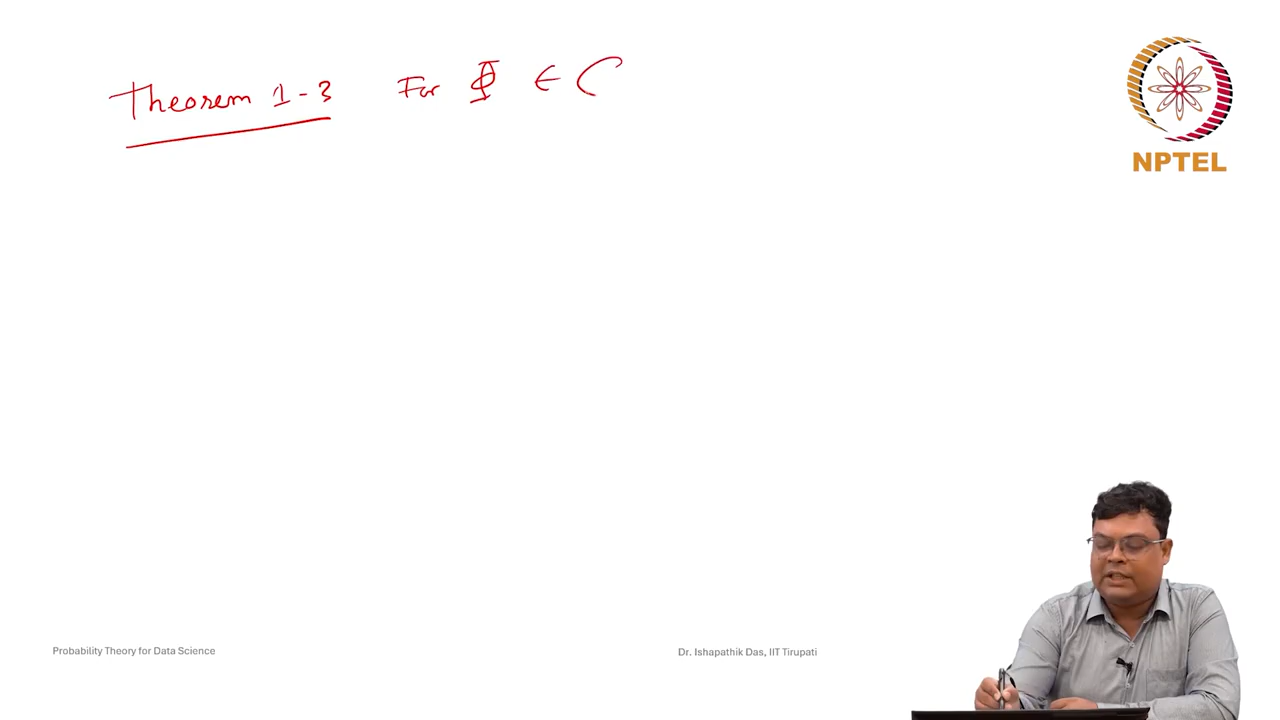 Theorem 1-3 For Φ ∈ C
NPTEL
Probability Theory for Data Science
Dr. Ishapathik Das, IIT Tirupati